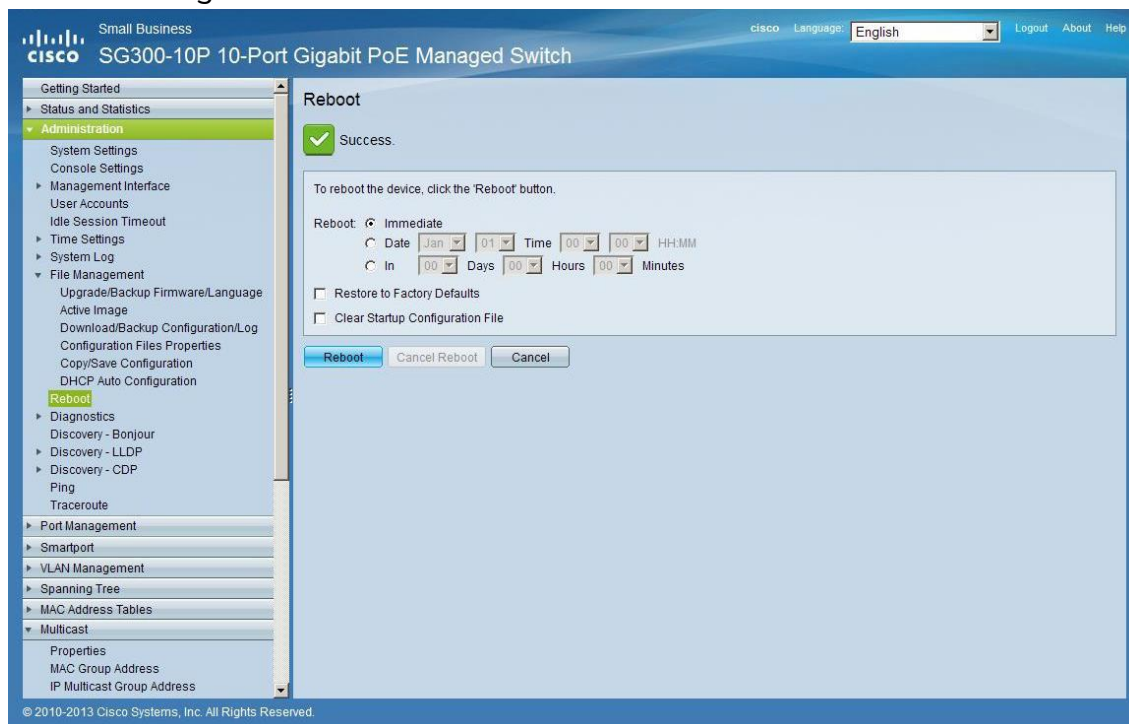 Small Business
cisco Language: English Logout About Help
cisco SG300-10P 10-Port Gigabit PoE Managed Switch
Getting Started
Status and Statistics
Administration
System Settings
Console Settings
Management Interface
User Accounts
Idle Session Timeout
Time Settings
System Log
File Management
Upgrade/Backup Firmware/Language
Active Image
Download/Backup Configuration/Log
Configuration Files Properties
Copy/Save Configuration
DHCP Auto Configuration
Reboot
Diagnostics
Discovery - Bonjour
Discovery - LLDP
Discovery - CDP
Ping
Traceroute
Port Management
Smartport
VLAN Management
Spanning Tree
MAC Address Tables
Multicast
Properties
MAC Group Address
IP Multicast Group Address
Reboot
Success.
To reboot the device, click the 'Reboot' button.
Reboot: Immediate
Date Jan 01 Time 00 00 HH:MM
In 00 Days 00 Hours 00 Minutes
Restore to Factory Defaults
Clear Startup Configuration File
Reboot Cancel Reboot Cancel
© 2010-2013 Cisco Systems, Inc. All Rights Reserved.